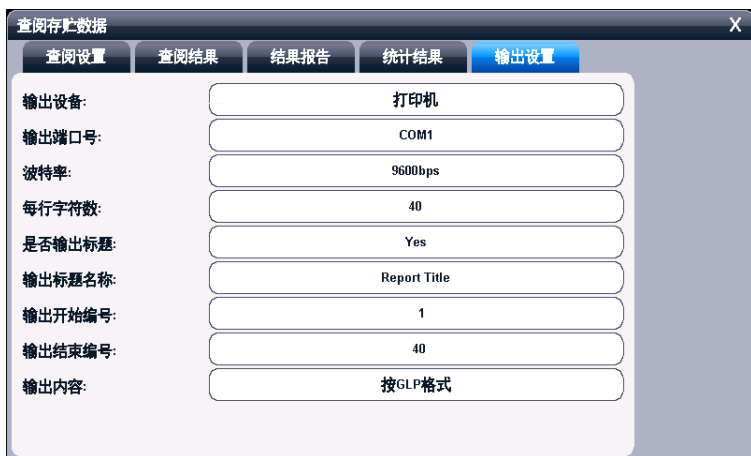 查阅存贮数据 X
查阅设置 查阅结果 结果报告 统计结果 输出设置
输出设备: 打印机
输出端口号: COM1
波特率: 9600bps
每行字符数: 40
是否输出标题: Yes
输出标题名称: Report Title
输出开始编号: 1
输出结束编号: 40
输出内容: 按GLP格式